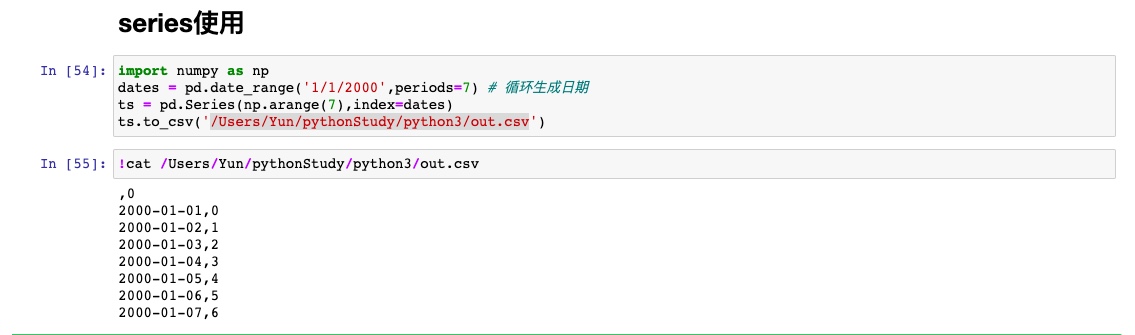 series使用
In [54]: import numpy as np
dates = pd.date_range('1/1/2000',periods=7) # 循环生成日期
ts = pd.Series(np.arange(7),index=dates)
ts.to_csv('/Users/Yun/pythonStudy/python3/out.csv')
In [55]: !cat /Users/Yun/pythonStudy/python3/out.csv
,0
2000-01-01,0
2000-01-02,1
2000-01-03,2
2000-01-04,3
2000-01-05,4
2000-01-06,5
2000-01-07,6